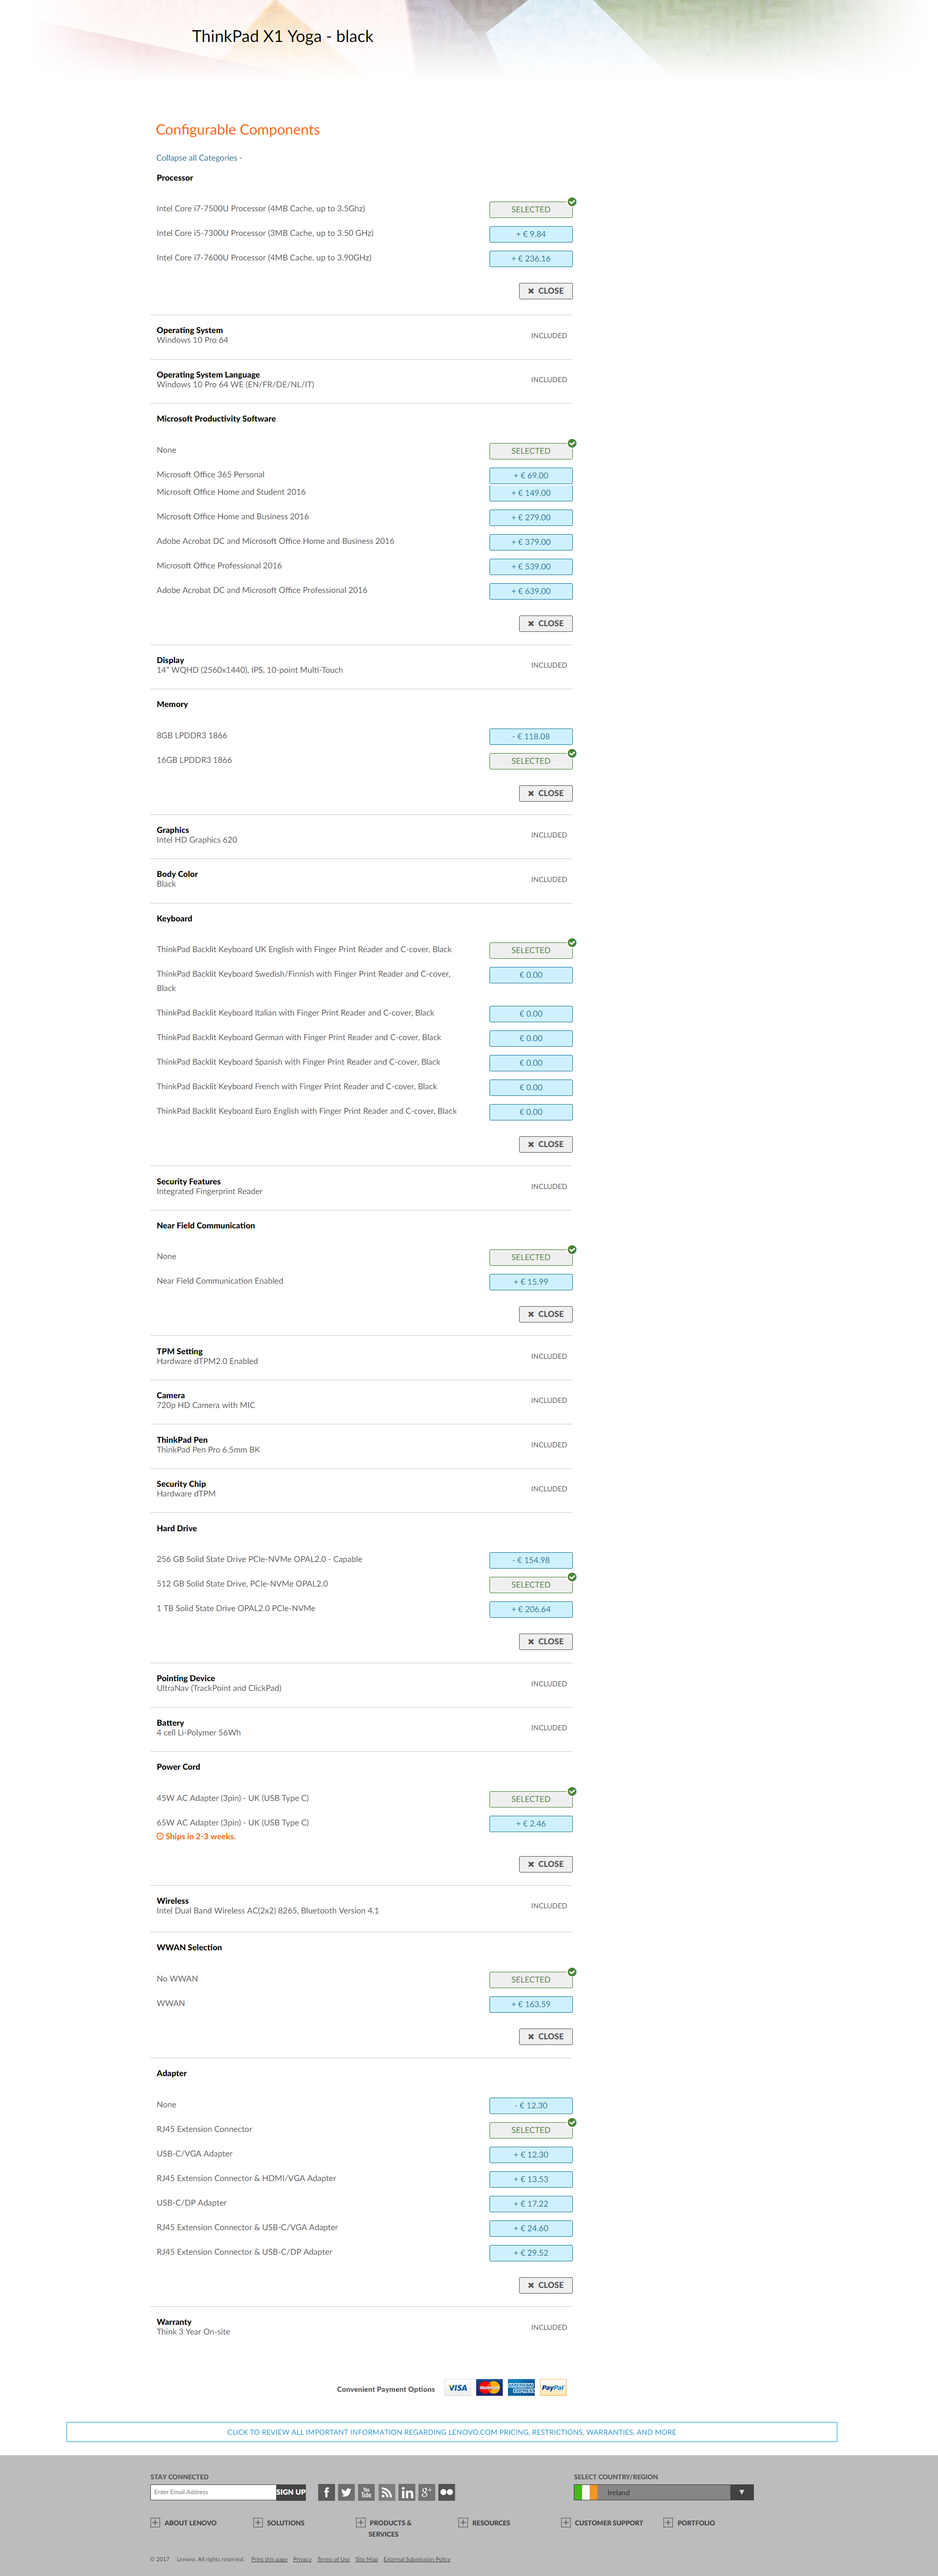 ThinkPad X1 Yoga - black
Configurable Components
Collapse all Categories -
Processor
Intel Core i7-7500U Processor (4MB Cache, up to 3.5Ghz)
SELECTED
Intel Core i5-7300U Processor (3MB Cache, up to 3.50 GHz)
+ € 9.84
Intel Core i7-7600U Processor (4MB Cache, up to 3.90GHz)
+ € 236.16
✖ CLOSE
Operating System
Windows 10 Pro 64
INCLUDED
Operating System Language
Windows 10 Pro 64 WE (EN/FR/DE/NL/IT)
INCLUDED
Microsoft Productivity Software
None
SELECTED
Microsoft Office 365 Personal
+ € 69.00
Microsoft Office Home and Student 2016
+ € 149.00
Microsoft Office Home and Business 2016
+ € 279.00
Adobe Acrobat DC and Microsoft Office Home and Business 2016
+ € 379.00
Microsoft Office Professional 2016
+ € 539.00
Adobe Acrobat DC and Microsoft Office Professional 2016
+ € 639.00
✖ CLOSE
Display
14" WQHD (2560x1440), IPS, 10-point Multi-Touch
INCLUDED
Memory
8GB LPDDR3 1866
- € 118.08
16GB LPDDR3 1866
SELECTED
✖ CLOSE
Graphics
Intel HD Graphics 620
INCLUDED
Body Color
Black
INCLUDED
Keyboard
ThinkPad Backlit Keyboard UK English with Finger Print Reader and C-cover, Black
SELECTED
ThinkPad Backlit Keyboard Swedish/Finnish with Finger Print Reader and C-cover,
Black
€ 0.00
ThinkPad Backlit Keyboard Italian with Finger Print Reader and C-cover, Black
€ 0.00
ThinkPad Backlit Keyboard German with Finger Print Reader and C-cover, Black
€ 0.00
ThinkPad Backlit Keyboard Spanish with Finger Print Reader and C-cover, Black
€ 0.00
ThinkPad Backlit Keyboard French with Finger Print Reader and C-cover, Black
€ 0.00
ThinkPad Backlit Keyboard Euro English with Finger Print Reader and C-cover, Black
€ 0.00
✖ CLOSE
Security Features
Integrated Fingerprint Reader
INCLUDED
Near Field Communication
None
SELECTED
Near Field Communication Enabled
+ € 15.99
✖ CLOSE
TPM Setting
Hardware dTPM2.0 Enabled
INCLUDED
Camera
720p HD Camera with MIC
INCLUDED
ThinkPad Pen
ThinkPad Pen Pro 6.5mm BK
INCLUDED
Security Chip
Hardware dTPM
INCLUDED
Hard Drive
256 GB Solid State Drive PCIe-NVMe OPAL2.0 - Capable
- € 154.98
512 GB Solid State Drive, PCIe-NVMe OPAL2.0
SELECTED
1 TB Solid State Drive OPAL2.0 PCIe-NVMe
+ € 206.64
✖ CLOSE
Pointing Device
UltraNav (TrackPoint and ClickPad)
INCLUDED
Battery
4 cell Li-Polymer 56Wh
INCLUDED
Power Cord
45W AC Adapter (3pin) - UK (USB Type C)
SELECTED
65W AC Adapter (3pin) - UK (USB Type C)
+ € 2.46
Ships in 2-3 weeks.
✖ CLOSE
Wireless
Intel Dual Band Wireless AC(2x2) 8265, Bluetooth Version 4.1
INCLUDED
WWAN Selection
No WWAN
SELECTED
WWAN
+ € 163.59
✖ CLOSE
Adapter
None
- € 12.30
RJ45 Extension Connector
SELECTED
USB-C/VGA Adapter
+ € 12.30
RJ45 Extension Connector & HDMI/VGA Adapter
+ € 13.53
USB-C/DP Adapter
+ € 17.22
RJ45 Extension Connector & USB-C/VGA Adapter
+ € 24.60
RJ45 Extension Connector & USB-C/DP Adapter
+ € 29.52
✖ CLOSE
Warranty
Think 3 Year On-site
INCLUDED
Convenient Payment Options
VISA
MasterCard
AMERICAN EXPRESS
PayPal
CLICK TO REVIEW ALL IMPORTANT INFORMATION REGARDING LENOVO.COM PRICING, RESTRICTIONS, WARRANTIES, AND MORE
STAY CONNECTED
SELECT COUNTRY/REGION
Enter Email Address
SIGN UP
You Tube
Ireland
▼
ABOUT LENOVO
SOLUTIONS
PRODUCTS &
SERVICES
RESOURCES
CUSTOMER SUPPORT
PORTFOLIO
© 2017 Lenovo. All rights reserved. Print this page Privacy Terms of Use Site Map External Submission Policy